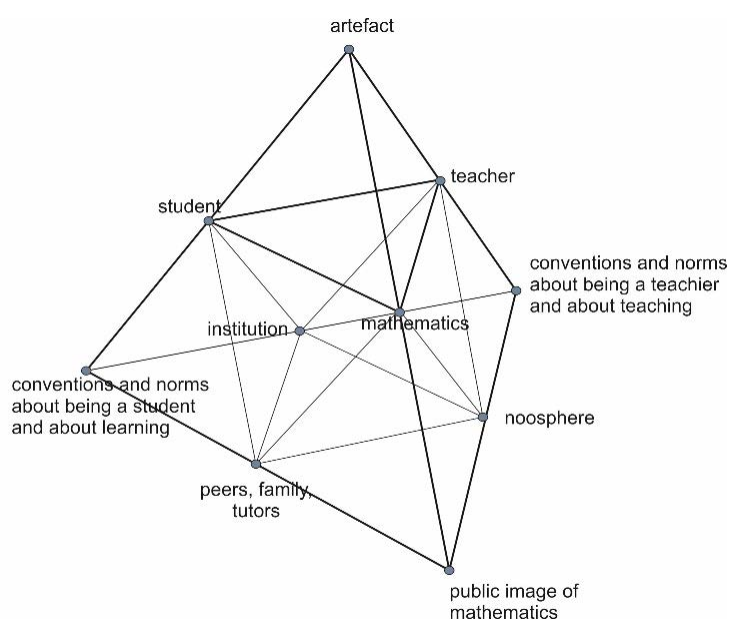 artefact
teacher
student
conventions and norms
about being a teachier
and about teaching
institution
mathematics
conventions and norms
about being a student
and about learning
noosphere
peers, family,
tutors
public image of
mathematics